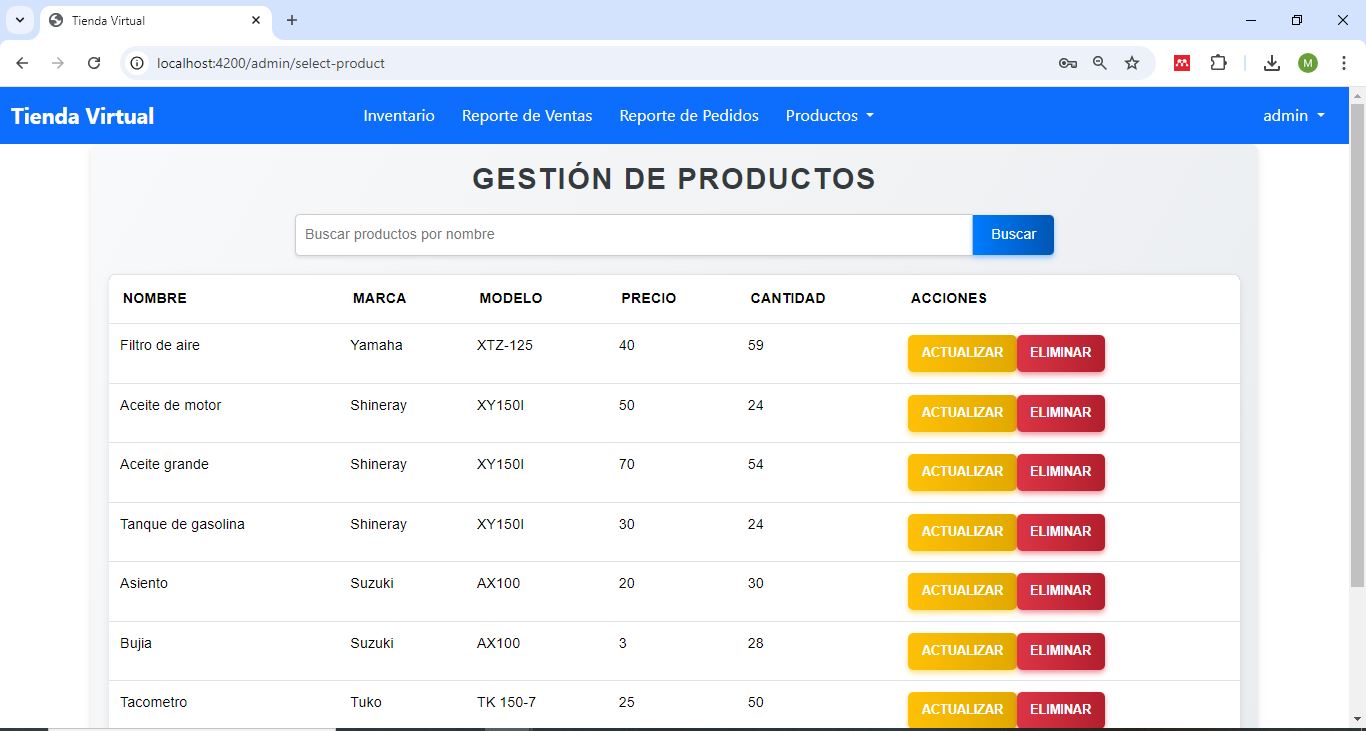 Tienda Virtual
localhost:4200/admin/select-product
M
Tienda Virtual Inventario Reporte de Ventas Reporte de Pedidos Productos admin
GESTIÓN DE PRODUCTOS
Buscar productos por nombre Buscar
NOMBRE MARCA MODELO PRECIO CANTIDAD ACCIONES
Filtro de aire Yamaha XTZ-125 40 59 ACTUALIZAR ELIMINAR
Aceite de motor Shineray XY150I 50 24 ACTUALIZAR ELIMINAR
Aceite grande Shineray XY150I 70 54 ACTUALIZAR ELIMINAR
Tanque de gasolina Shineray XY150I 30 24 ACTUALIZAR ELIMINAR
Asiento Suzuki AX100 20 30 ACTUALIZAR ELIMINAR
Bujia Suzuki AX100 3 28 ACTUALIZAR ELIMINAR
Tacometro Tuko TK 150-7 25 50 ACTUALIZAR ELIMINAR